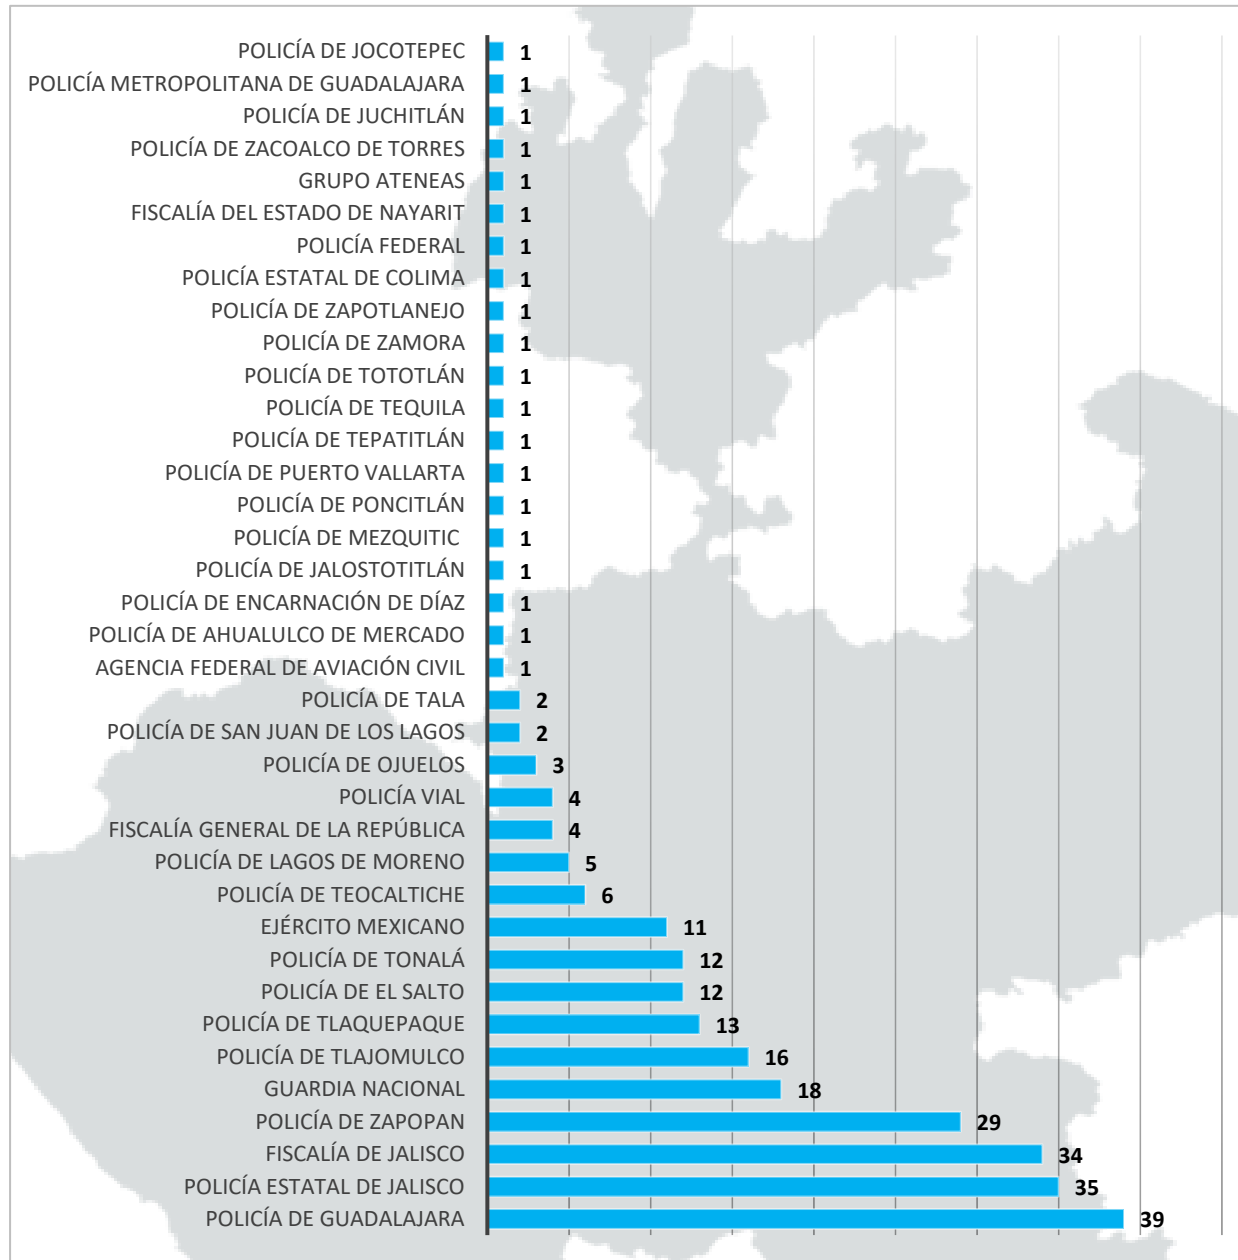 POLICÍA DE JOCOTEPEC 1
POLICÍA METROPOLITANA DE GUADALAJARA 1
POLICÍA DE JUCHITLÁN 1
POLICÍA DE ZACOALCO DE TORRES 1
GRUPO ATENEAS 1
FISCALÍA DEL ESTADO DE NAYARIT 1
POLICÍA FEDERAL 1
POLICÍA ESTATAL DE COLIMA 1
POLICÍA DE ZAPOTLANEJO 1
POLICÍA DE ZAMORA 1
POLICÍA DE TOTOTLÁN 1
POLICÍA DE TEQUILA 1
POLICÍA DE TEPATITLÁN 1
POLICÍA DE PUERTO VALLARTA 1
POLICÍA DE PONCITLÁN 1
POLICÍA DE MEZQUITIC 1
POLICÍA DE JALOSTOTITLÁN 1
POLICÍA DE ENCARNACIÓN DE DÍAZ 1
POLICÍA DE AHUALULCO DE MERCADO 1
AGENCIA FEDERAL DE AVIACIÓN CIVIL 1
POLICÍA DE TALA 2
POLICÍA DE SAN JUAN DE LOS LAGOS 2
POLICÍA DE OJUELOS 3
POLICÍA VIAL 4
FISCALÍA GENERAL DE LA REPÚBLICA 4
POLICÍA DE LAGOS DE MORENO 5
POLICÍA DE TEOCALTICHE 6
EJÉRCITO MEXICANO 11
POLICÍA DE TONALÁ 12
POLICÍA DE EL SALTO 12
POLICÍA DE TLAQUEPAQUE 13
POLICÍA DE TLAJOMULCO 16
GUARDIA NACIONAL 18
POLICÍA DE ZAPOPAN 29
FISCALÍA DE JALISCO 34
POLICÍA ESTATAL DE JALISCO 35
POLICÍA DE GUADALAJARA 39